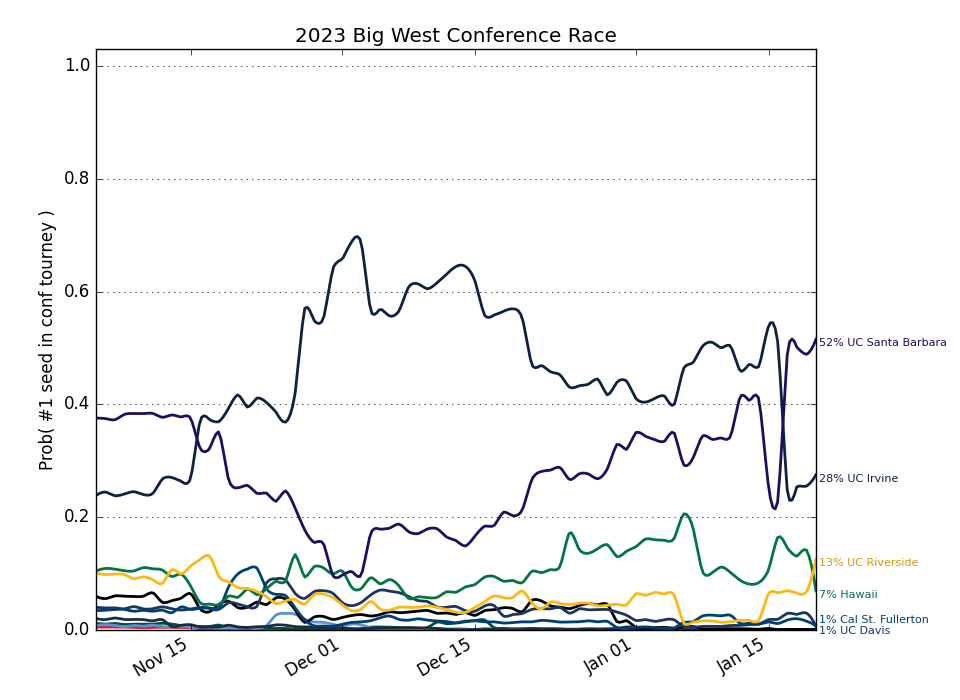 2023 Big West Conference Race
Prob( #1 seed in conf tourney )
1.0
0.8
0.6
0.4
0.2
0.0
52% UC Santa Barbara
28% UC Irvine
13% UC Riverside
7% Hawaii
1% Cal St. Fullerton
1% UC Davis
Nov 15
Dec 01
Dec 15
Jan 01
Jan 15